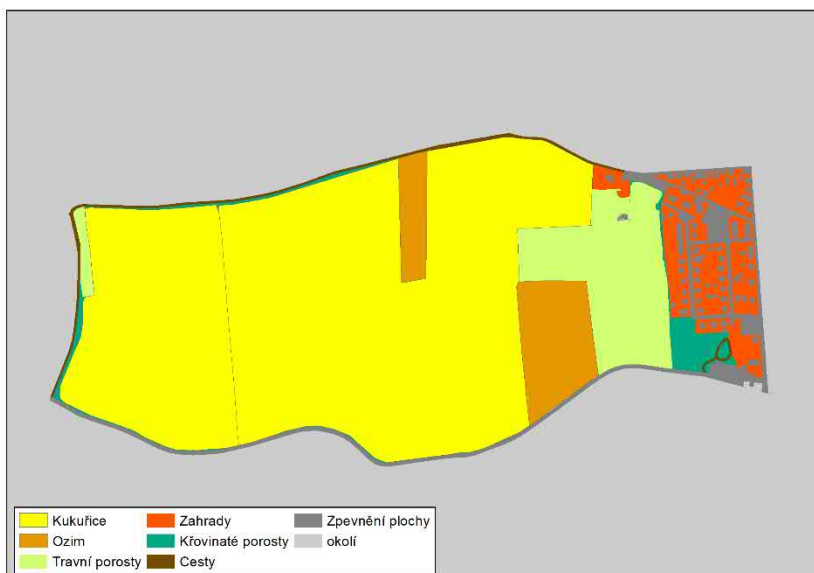 Kukuřice
Zahrady
Zpevnění plochy
Ozim
Křovinaté porosty
okolí
Travní porosty
Cesty